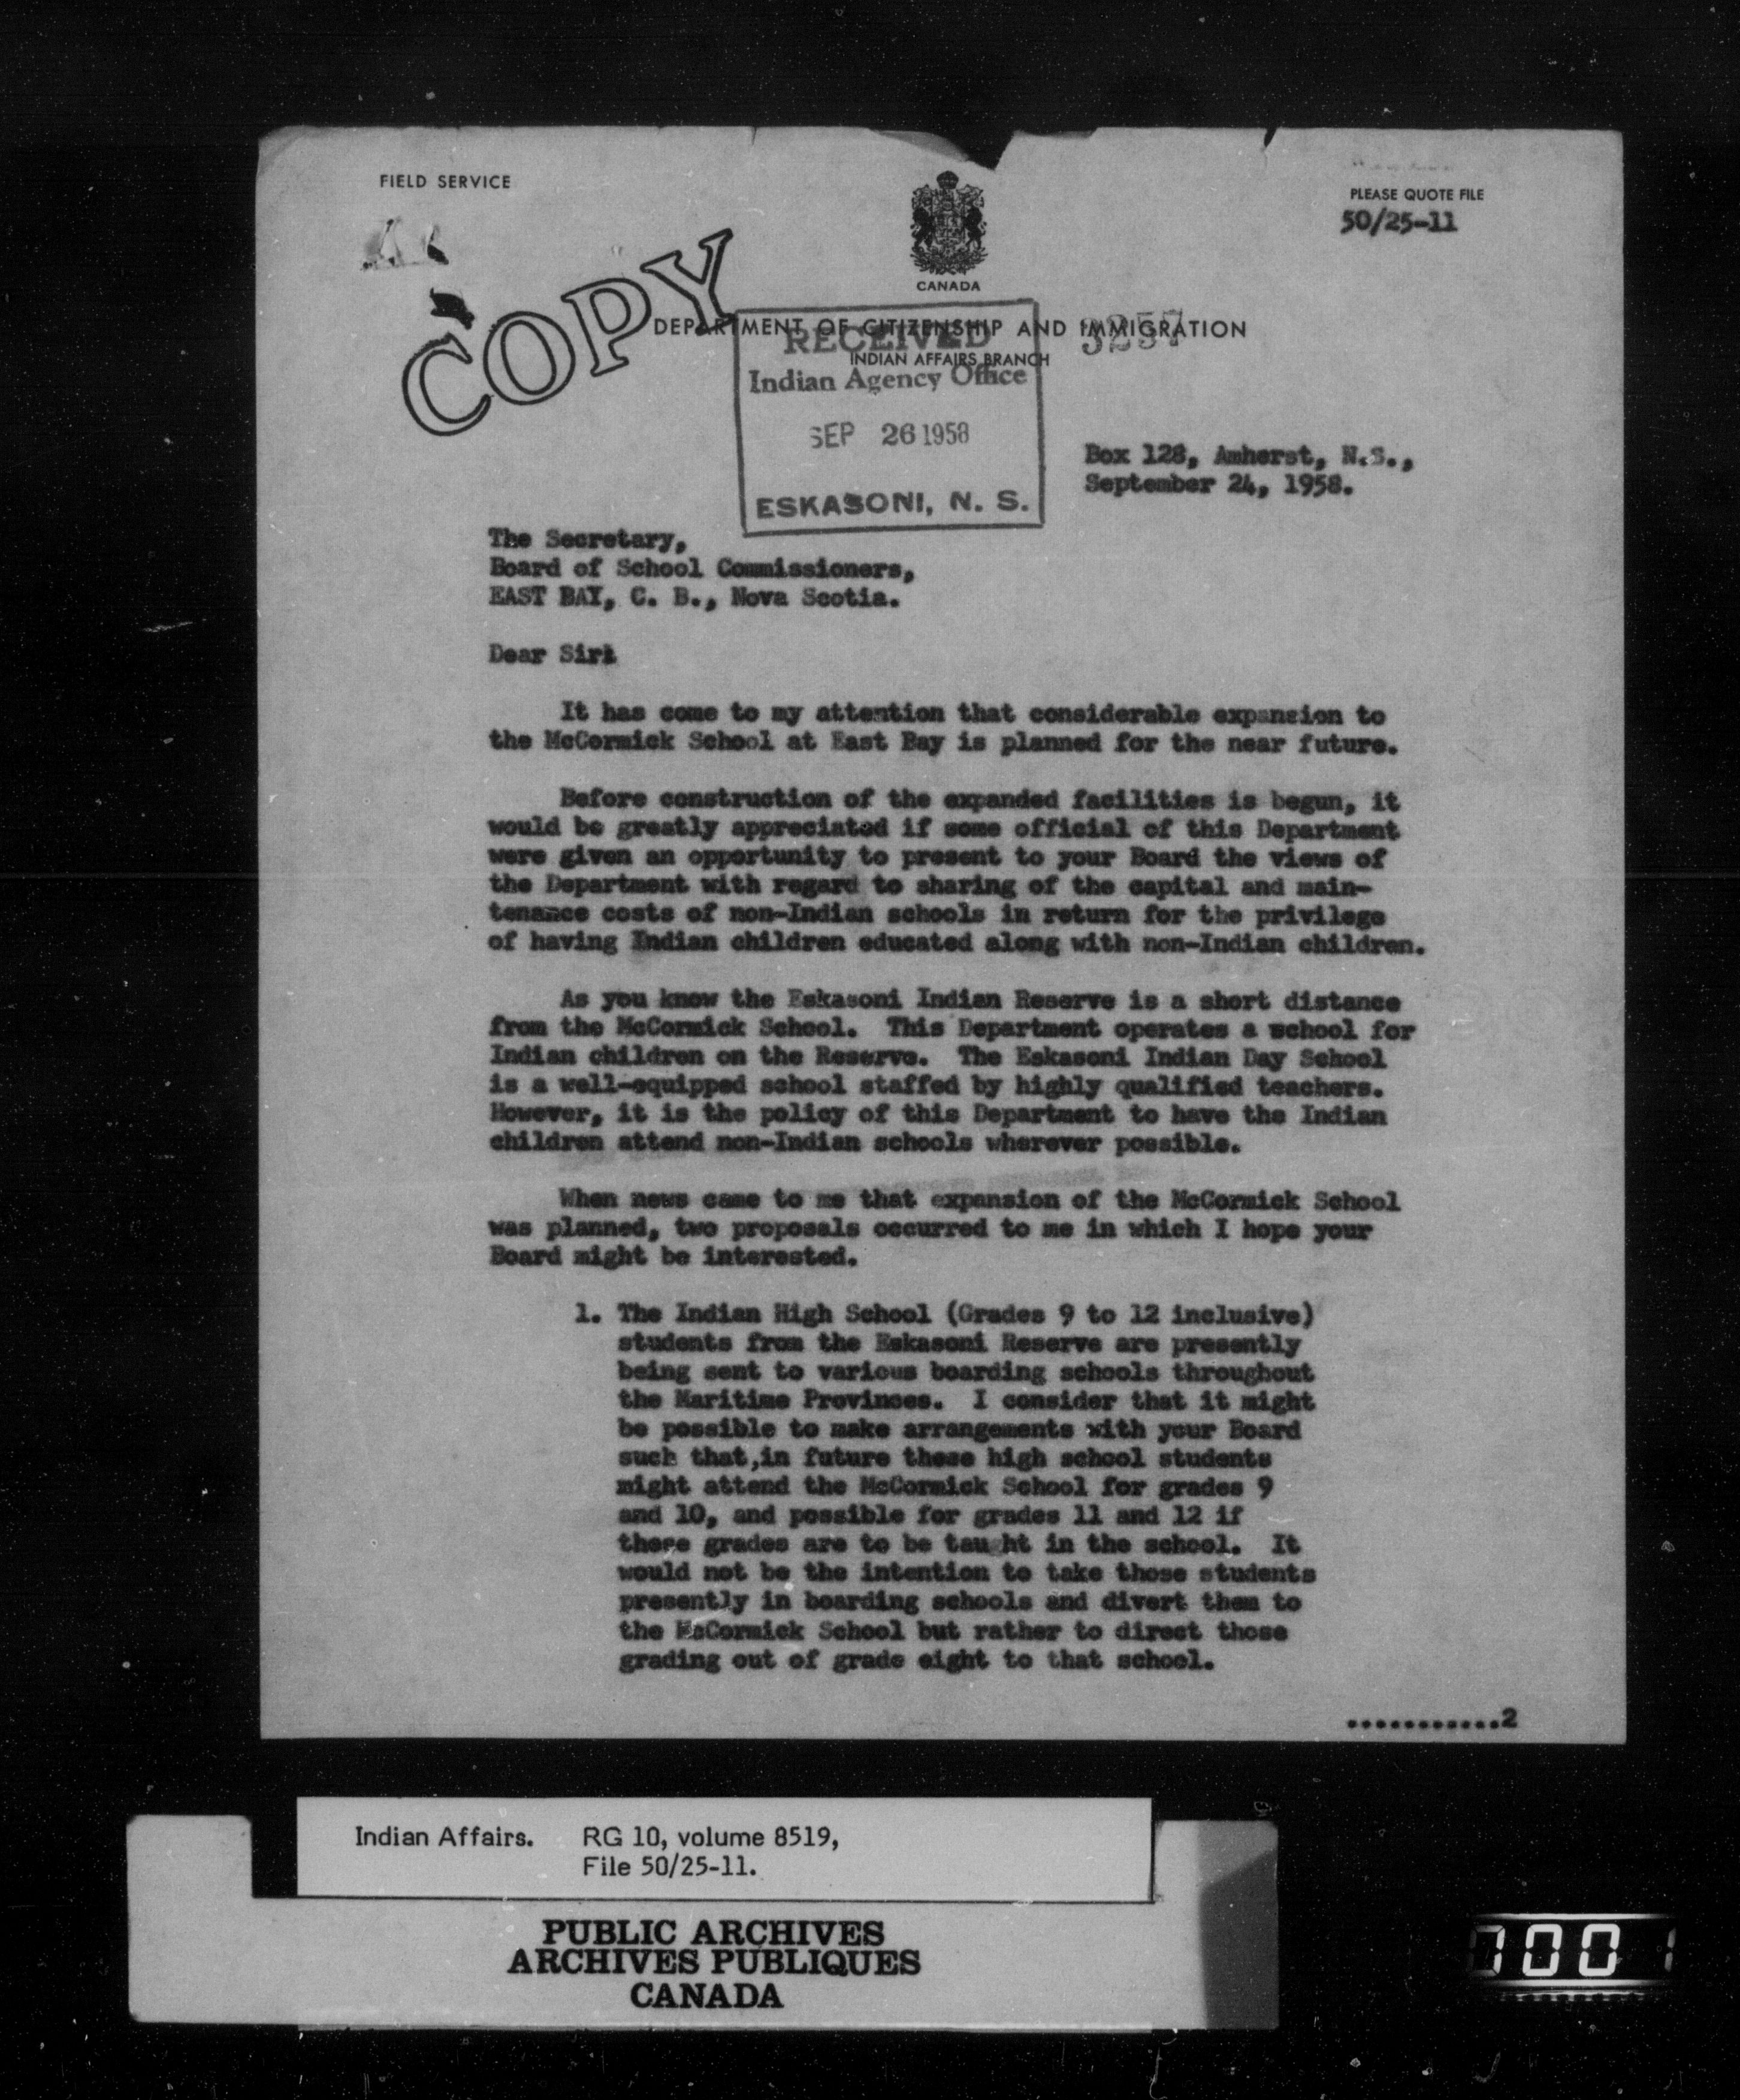 FIELD SERVICE
PLEASE QUOTE FILE
50/25-11
COPY
CANADA
DEPARTMENT OF CITIZENSHIP AND IMMIGRATION
INDIAN AFFAIRS BRANCH
3257
RECEIVED
Indian Agency Office
SEP 26 1958
ESKASONI, N. S.
Box 128, Amherst, N.S.,
September 24, 1958.
The Secretary,
Board of School Commissioners,
EAST BAY, C. B., Nova Scotia.
Dear Sir:
It has come to my attention that considerable expansion to
the McCormick School at East Bay is planned for the near future.
Before construction of the expanded facilities is begun, it
would be greatly appreciated if some official of this Department
were given an opportunity to present to your Board the views of
the Department with regard to sharing of the capital and main-
tenance costs of non-Indian schools in return for the privilege
of having Indian children educated along with non-Indian children.
As you know the Eskasoni Indian Reserve is a short distance
from the McCormick School. This Department operates a school for
Indian children on the Reserve. The Eskasoni Indian Day School
is a well-equipped school staffed by highly qualified teachers.
However, it is the policy of this Department to have the Indian
children attend non-Indian schools wherever possible.
When news came to me that expansion of the McCormick School
was planned, two proposals occurred to me in which I hope your
Board might be interested.
1. The Indian High School (Grades 9 to 12 inclusive)
students from the Eskasoni Reserve are presently
being sent to various boarding schools throughout
the Maritime Provinces. I consider that it might
be possible to make arrangements with your Board
such that,in future these high school students
might attend the McCormick School for grades 9
and 10, and possible for grades 11 and 12 if
these grades are to be taught in the school. It
would not be the intention to take those students
presently in boarding schools and divert them to
the McCormick School but rather to direct those
grading out of grade eight to that school.
...........2
Indian Affairs. RG 10, volume 8519,
File 50/25-11.
PUBLIC ARCHIVES
ARCHIVES PUBLIQUES
CANADA